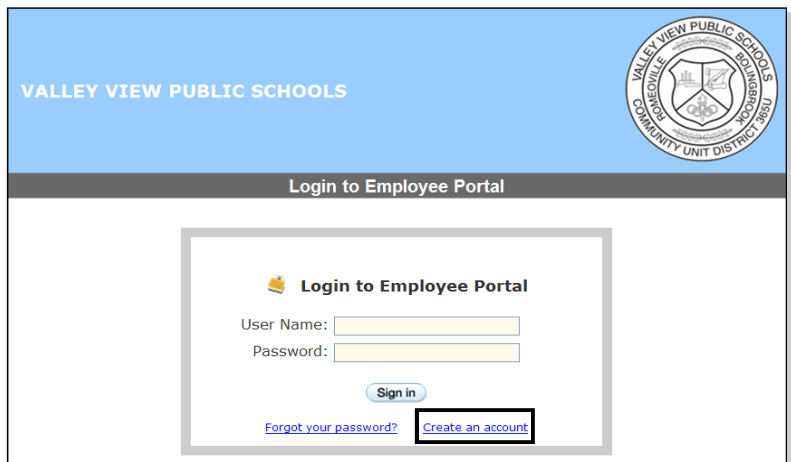 VALLEY VIEW PUBLIC SCHOOLS
VALLEY VIEW PUBLIC SCHOOLS
ROMEOVILLE
BOLINGBROOK
COMMUNITY UNIT DISTRICT 365U
Login to Employee Portal
Login to Employee Portal
User Name:
Password:
Sign in
Forgot your password? Create an account